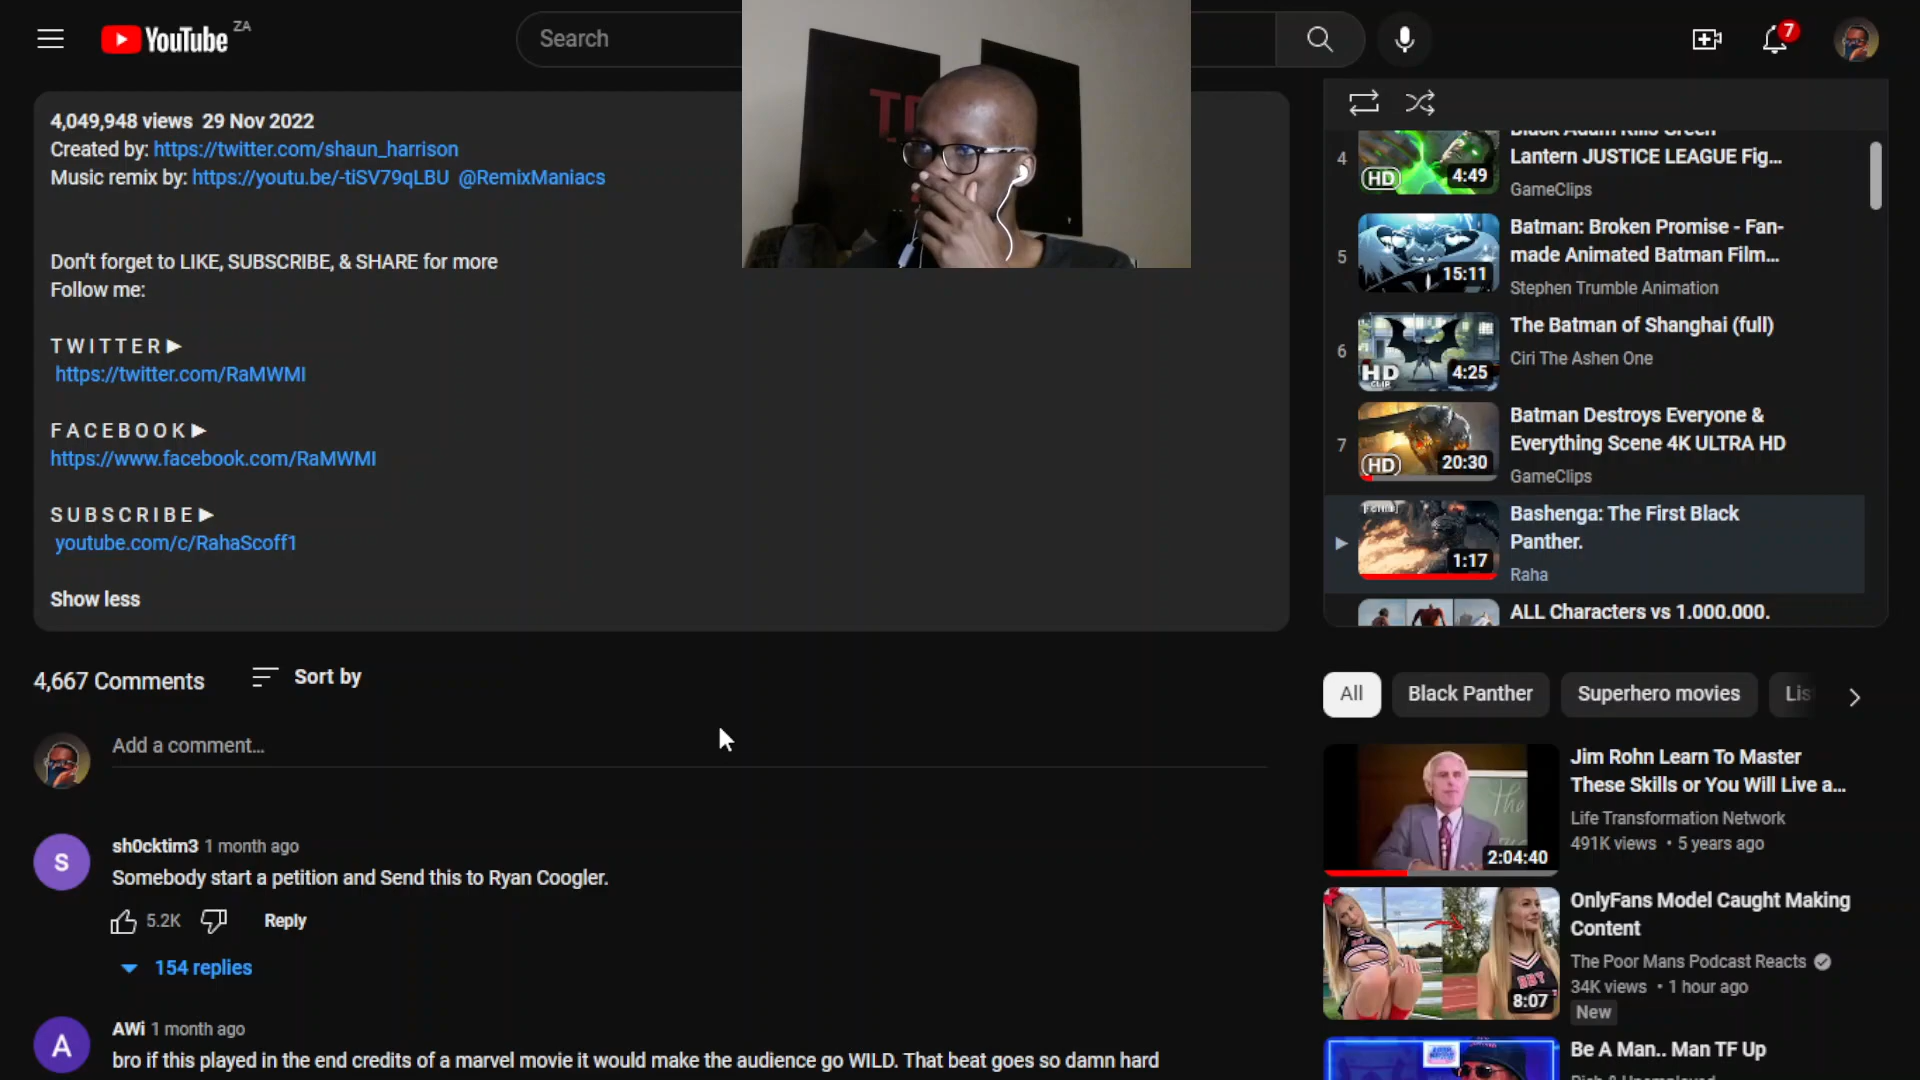 YouTube ZA
Search
7
4,049,948 views 29 Nov 2022
Created by: https://twitter.com/shaun_harrison
Music remix by: https://youtu.be/-tiSV79qLBU @RemixManiacs
Don't forget to LIKE, SUBSCRIBE, & SHARE for more
Follow me:
T W I T T E R ►
https://twitter.com/RaMWMI
F A C E B O O K ►
https://www.facebook.com/RaMWMI
S U B S C R I B E ►
youtube.com/c/RahaScoff1
Show less
4,667 Comments
Sort by
Add a comment...
S
sh0cktim3 1 month ago
Somebody start a petition and Send this to Ryan Coogler.
5.2K
Reply
154 replies
A
AWi 1 month ago
bro if this played in the end credits of a marvel movie it would make the audience go WILD. That beat goes so damn hard
4
HD
4:49
Black Adam Kills Green
Lantern JUSTICE LEAGUE Fig...
GameClips
5
15:11
Batman: Broken Promise - Fan-
made Animated Batman Film...
Stephen Trumble Animation
6
HD
CLIP
4:25
The Batman of Shanghai (full)
Ciri The Ashen One
7
HD
20:30
Batman Destroys Everyone &
Everything Scene 4K ULTRA HD
GameClips
1:17
Bashenga: The First Black
Panther.
Raha
ALL Characters vs 1.000.000.
All
Black Panther
Superhero movies
Lis
2:04:40
Jim Rohn Learn To Master
These Skills or You Will Live a...
Life Transformation Network
491K views • 5 years ago
8:07
OnlyFans Model Caught Making
Content
The Poor Mans Podcast Reacts
34K views • 1 hour ago
New
Be A Man.. Man TF Up